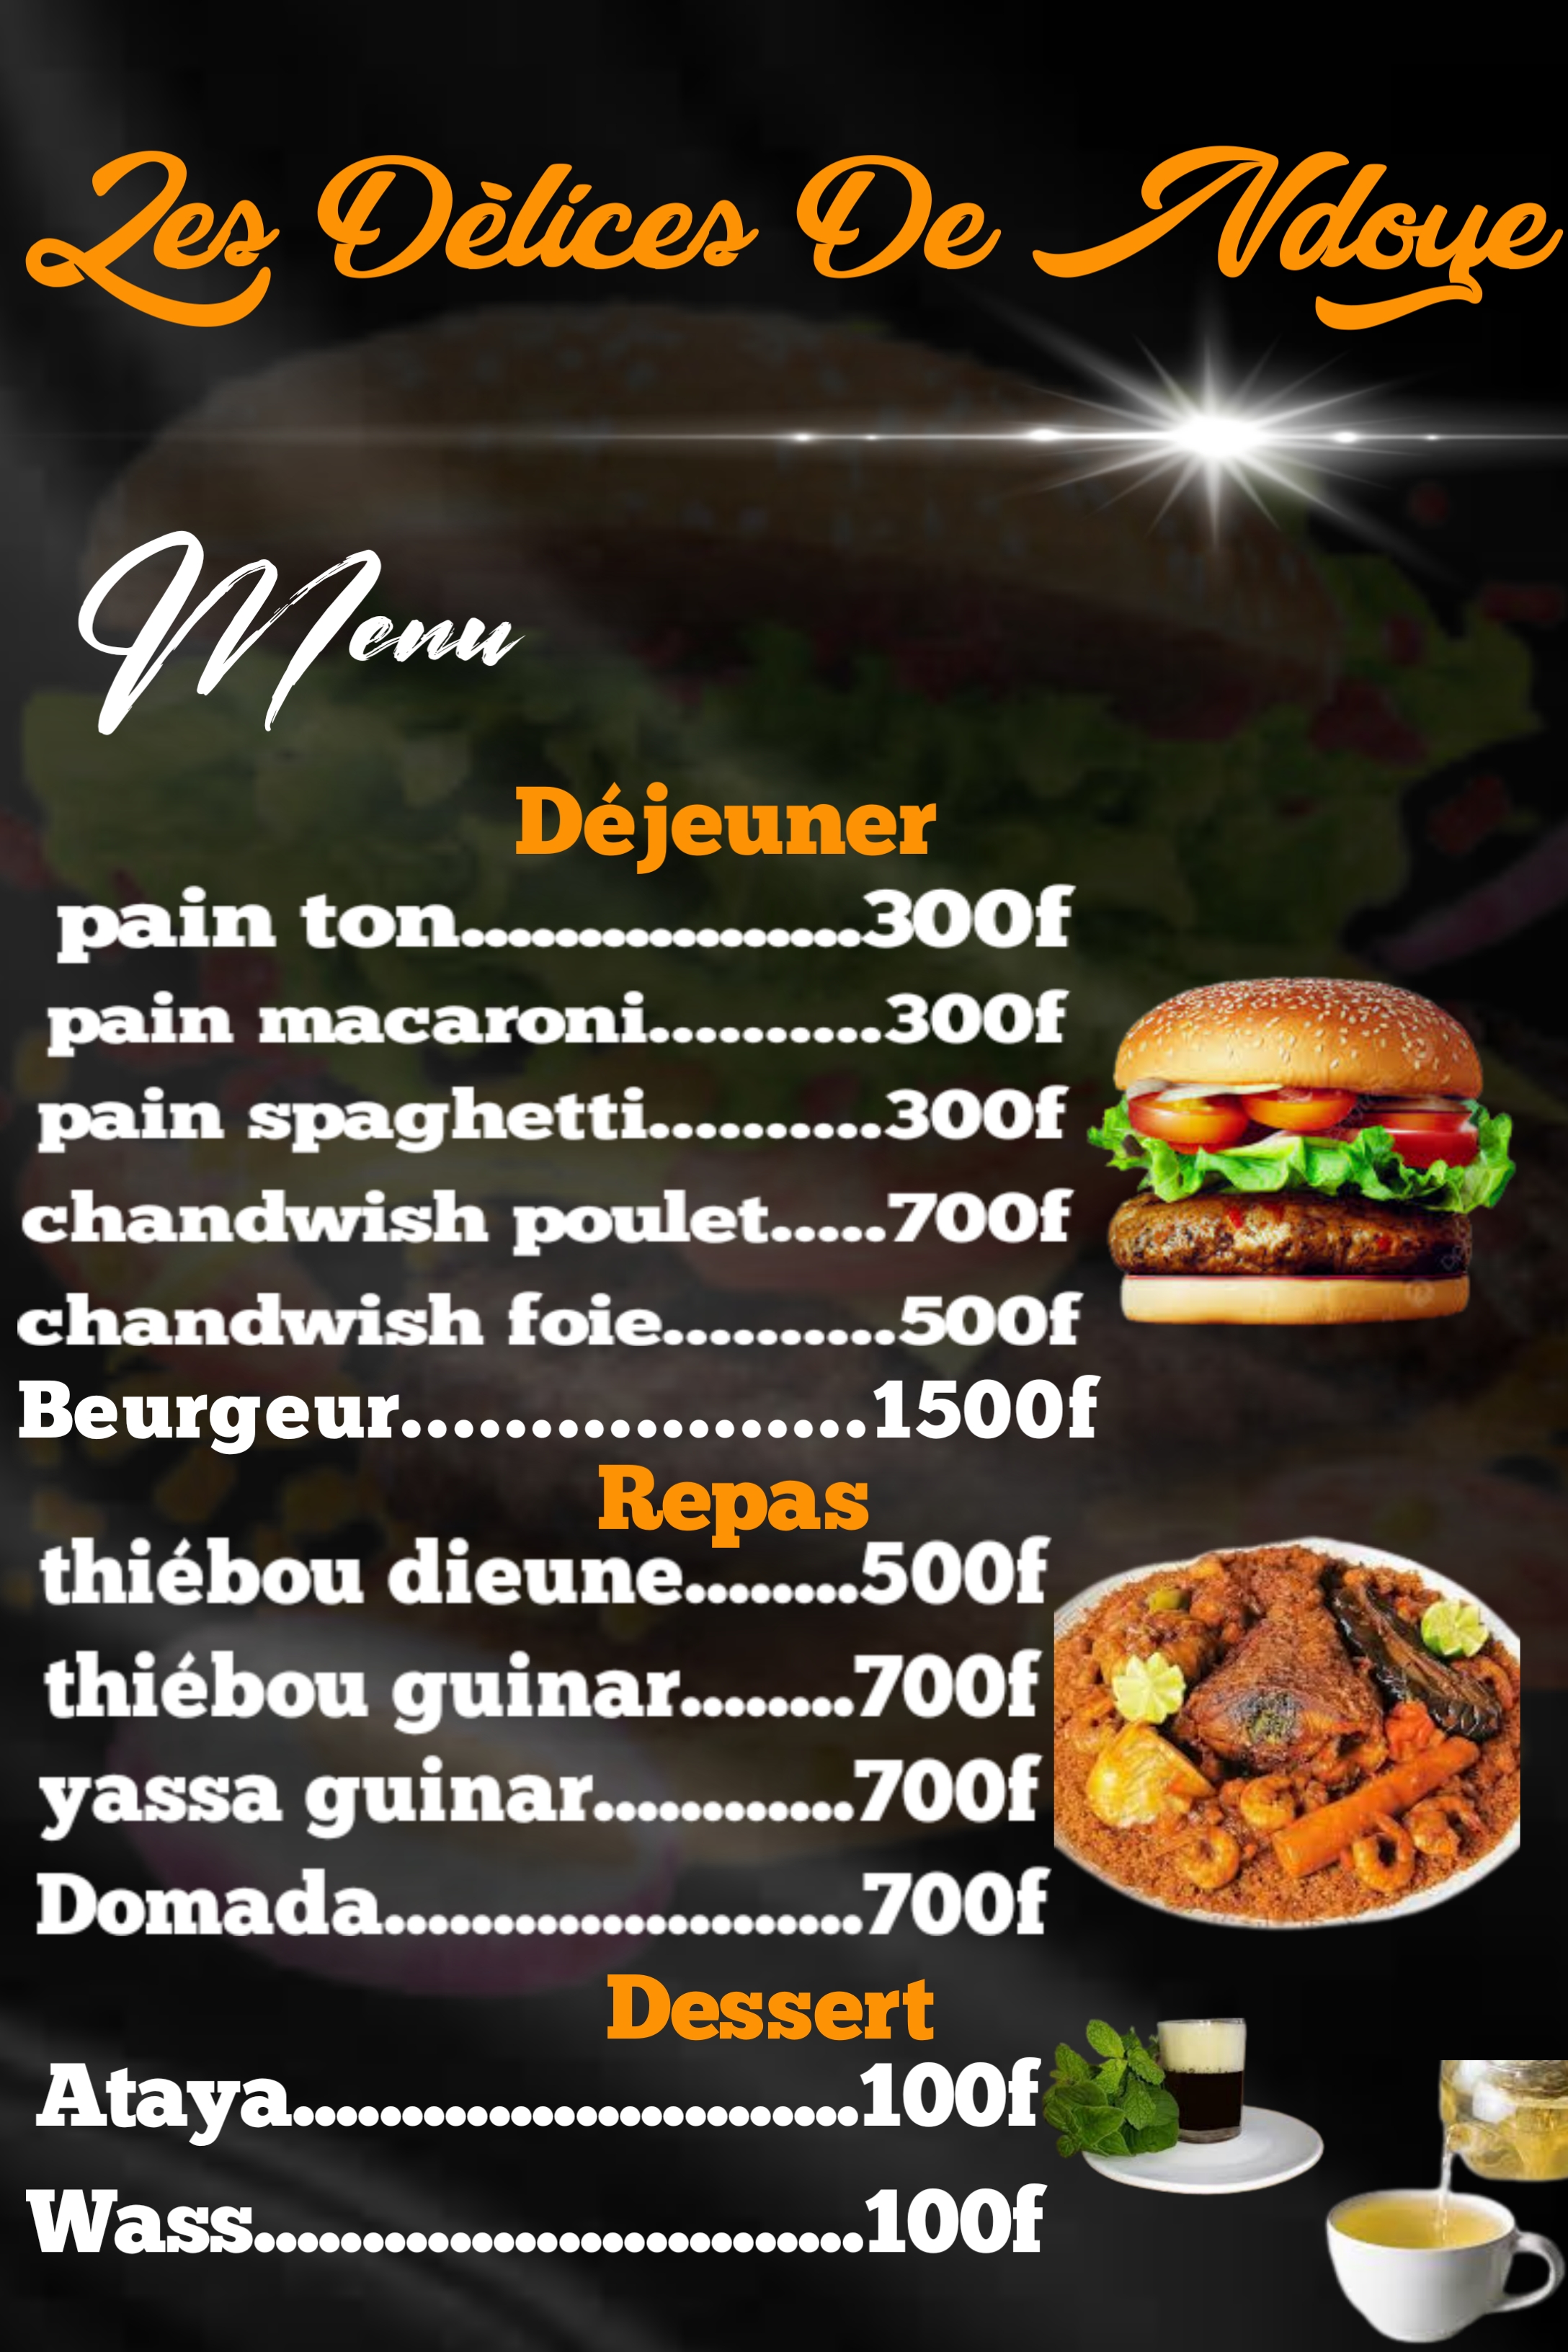 Les Dèlices De Ndoye
Menu
Déjeuner
pain ton.................300f
pain macaroni..........300f
pain spaghetti..........300f
chandwish poulet.....700f
chandwish foie..........500f
Beurgeur..................1500f
Repas
thiébou dieune........500f
thiébou guinar........700f
yassa guinar............700f
Domada......................700f
Dessert
Ataya..........................100f
Wass............................100f